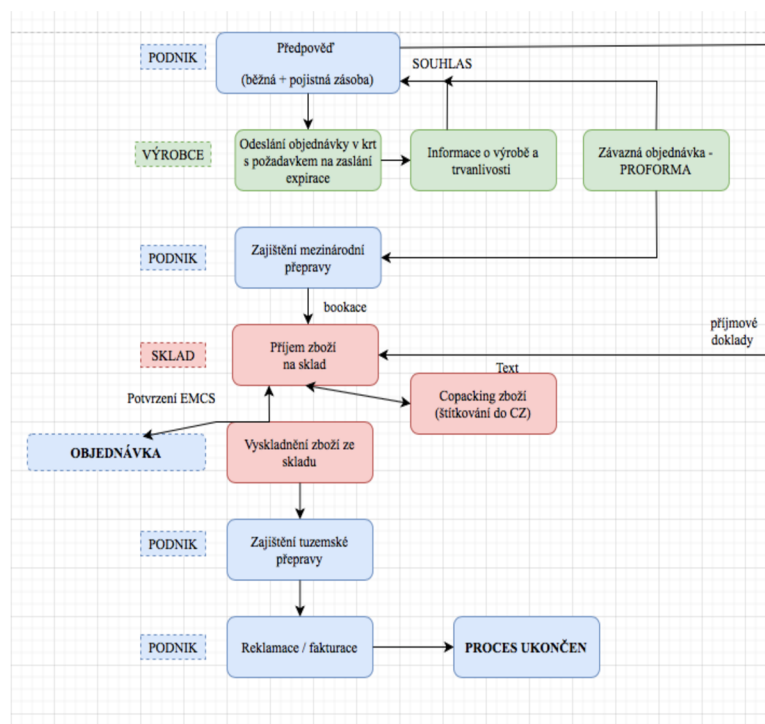 PODNIK
Předpověď
(běžná + pojistná zásoba)
SOUHLAS
VÝROBCE
Odeslání objednávky v krt
s požadavkem na zaslání
expirace
Informace o výrobě a
trvanlivosti
Závazná objednávka -
PROFORMA
PODNIK
Zajištění mezinárodní
přepravy
bookace
příjmové
doklady
SKLAD
Příjem zboží
na sklad
Text
Copacking zboží
(štítkování do CZ)
Potvrzení EMCS
OBJEDNÁVKA
Vyskladnění zboží ze
skladu
PODNIK
Zajištění tuzemské
přepravy
PODNIK
Reklamace / fakturace
PROCES UKONČEN